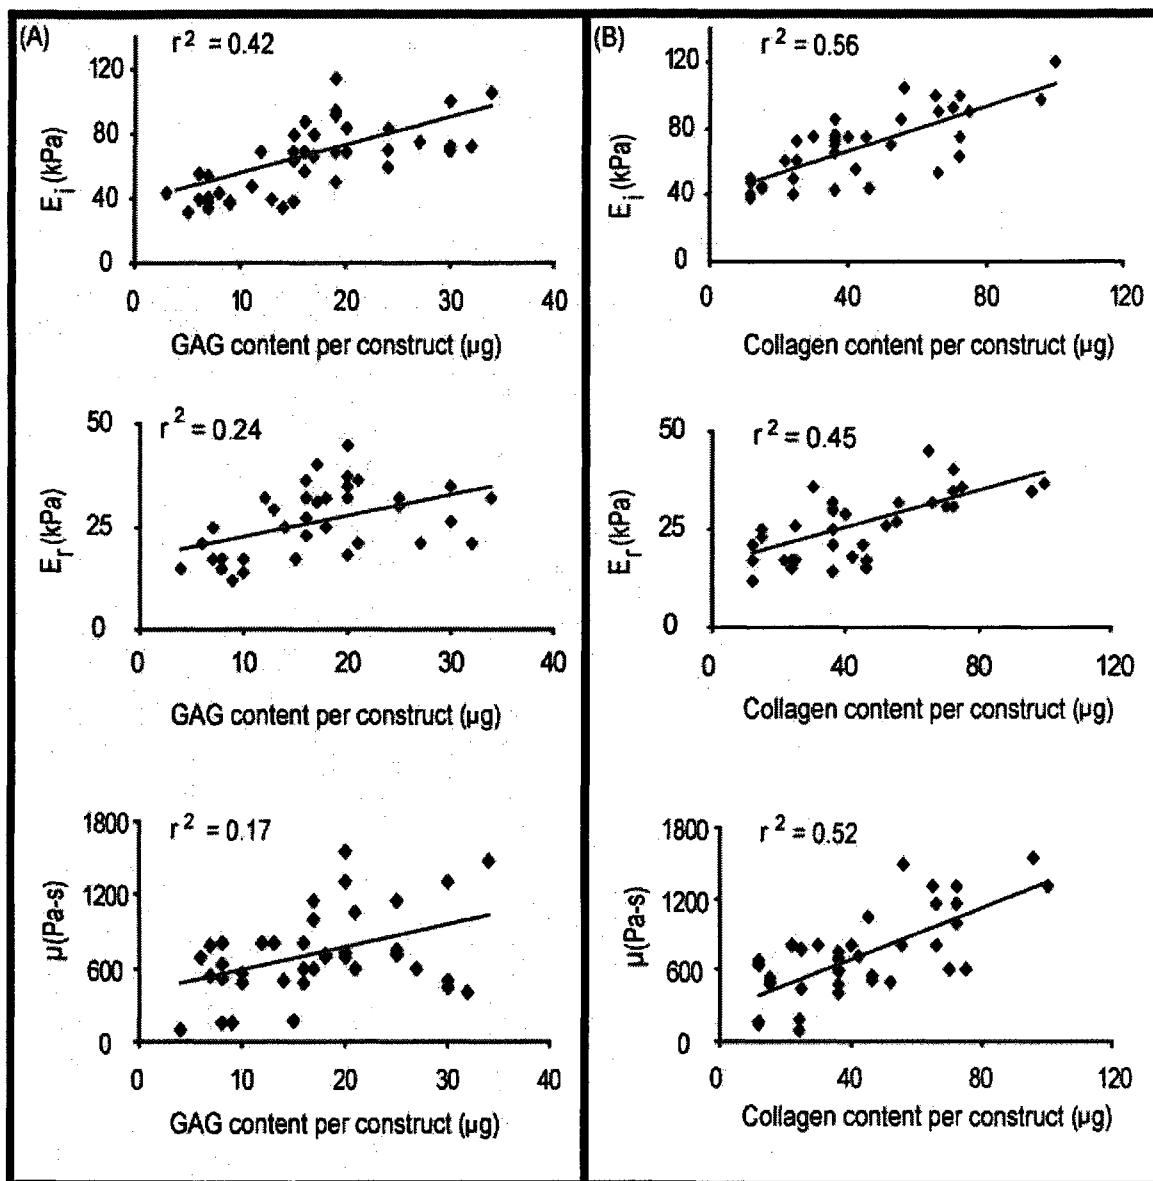 (A)
r² = 0.42
120
80
40
0
Eᵢ(kPa)
0 10 20 30 40
GAG content per construct (µg)
r² = 0.24
50
25
0
Eᵣ(kPa)
0 10 20 30 40
GAG content per construct (µg)
r² = 0.17
1800
1200
600
0
µ(Pa-s)
0 10 20 30 40
GAG content per construct (µg)
(B)
r² = 0.56
120
80
40
0
Eᵢ(kPa)
0 40 80 120
Collagen content per construct (µg)
r² = 0.45
50
25
0
Eᵣ(kPa)
0 40 80 120
Collagen content per construct (µg)
r² = 0.52
1800
1200
600
0
µ(Pa-s)
0 40 80 120
Collagen content per construct (µg)